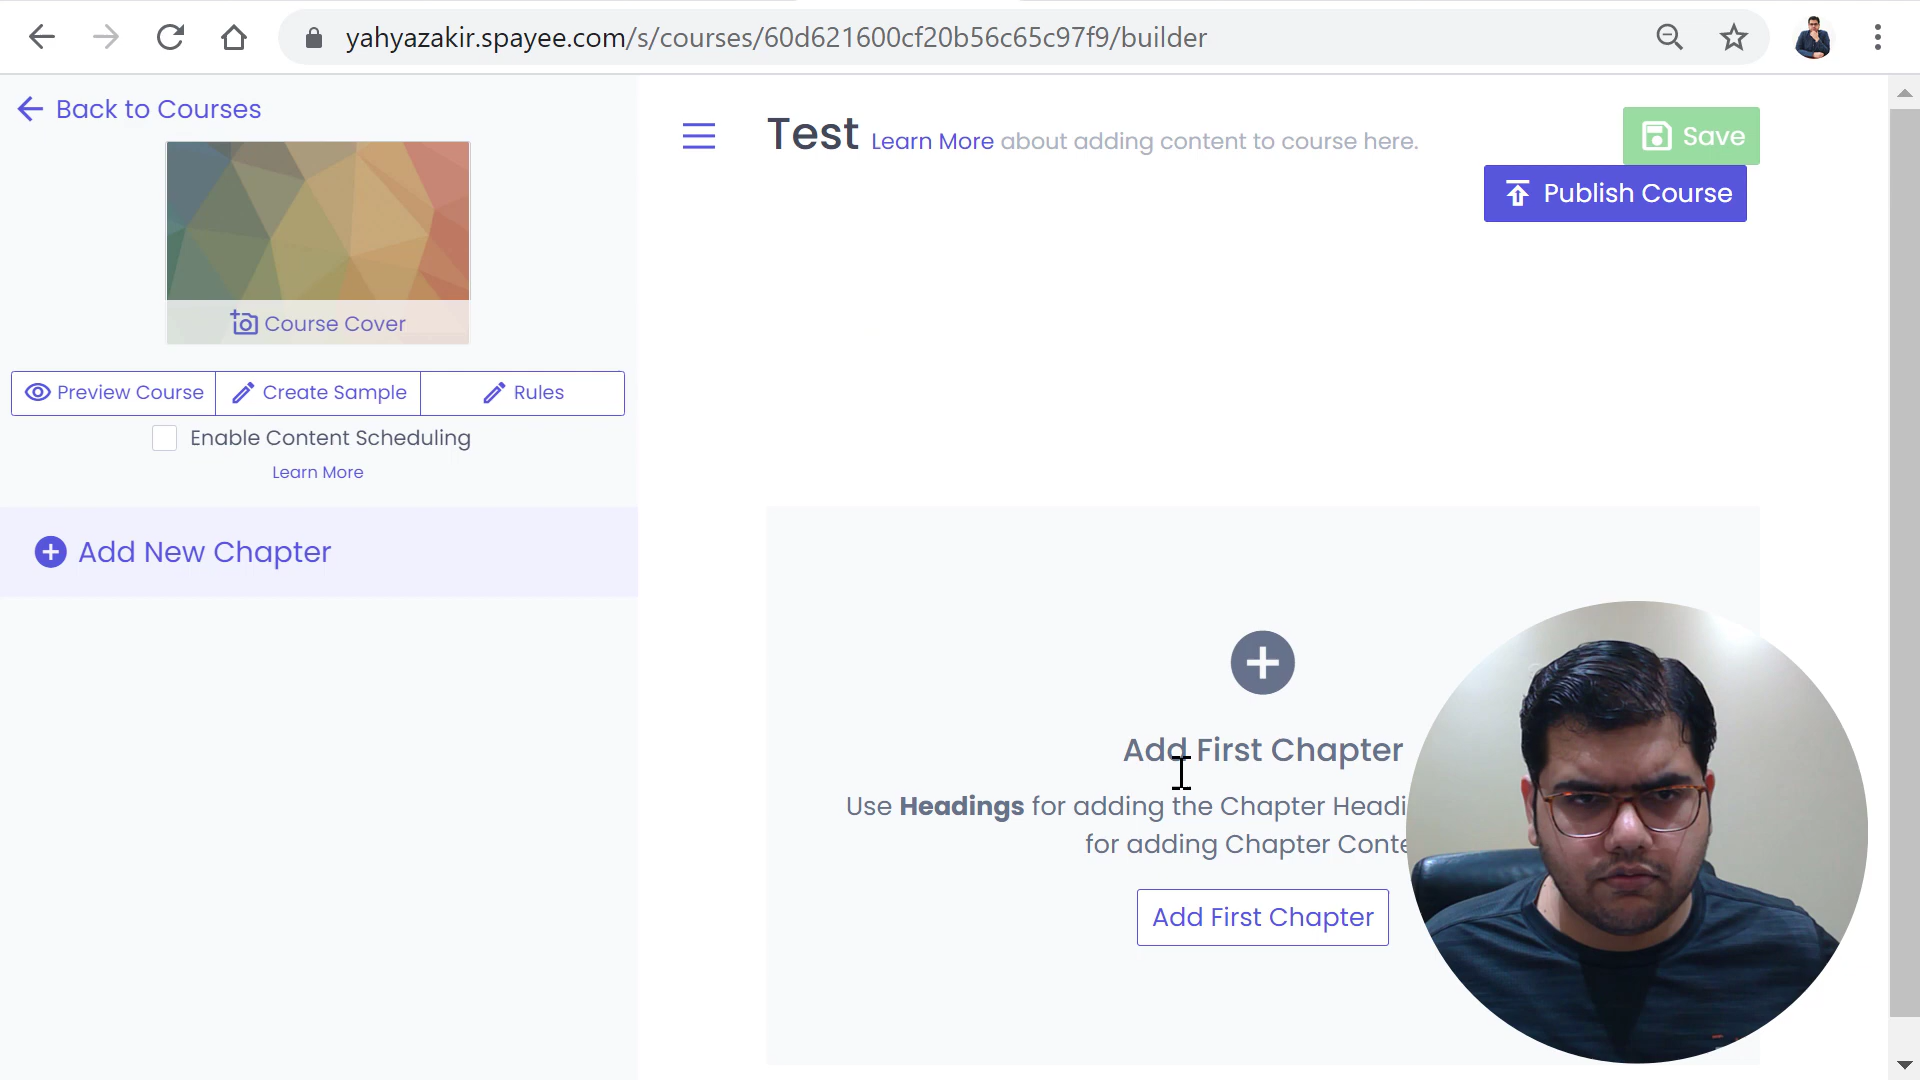 yahyazakir.spayee.com/s/courses/60d621600cf20b56c65c97f9/builder
Back to Courses
Course Cover
Preview Course
Create Sample
Rules
Enable Content Scheduling
Learn More
Add New Chapter
Test Learn More about adding content to course here.
Save
Publish Course
Add First Chapter
Use Headings for adding the Chapter
for adding Chapter
Add First Chapter